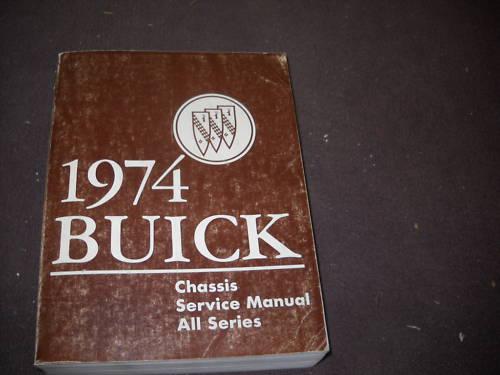 1974
BUICK
Chassis
Service Manual
All Series